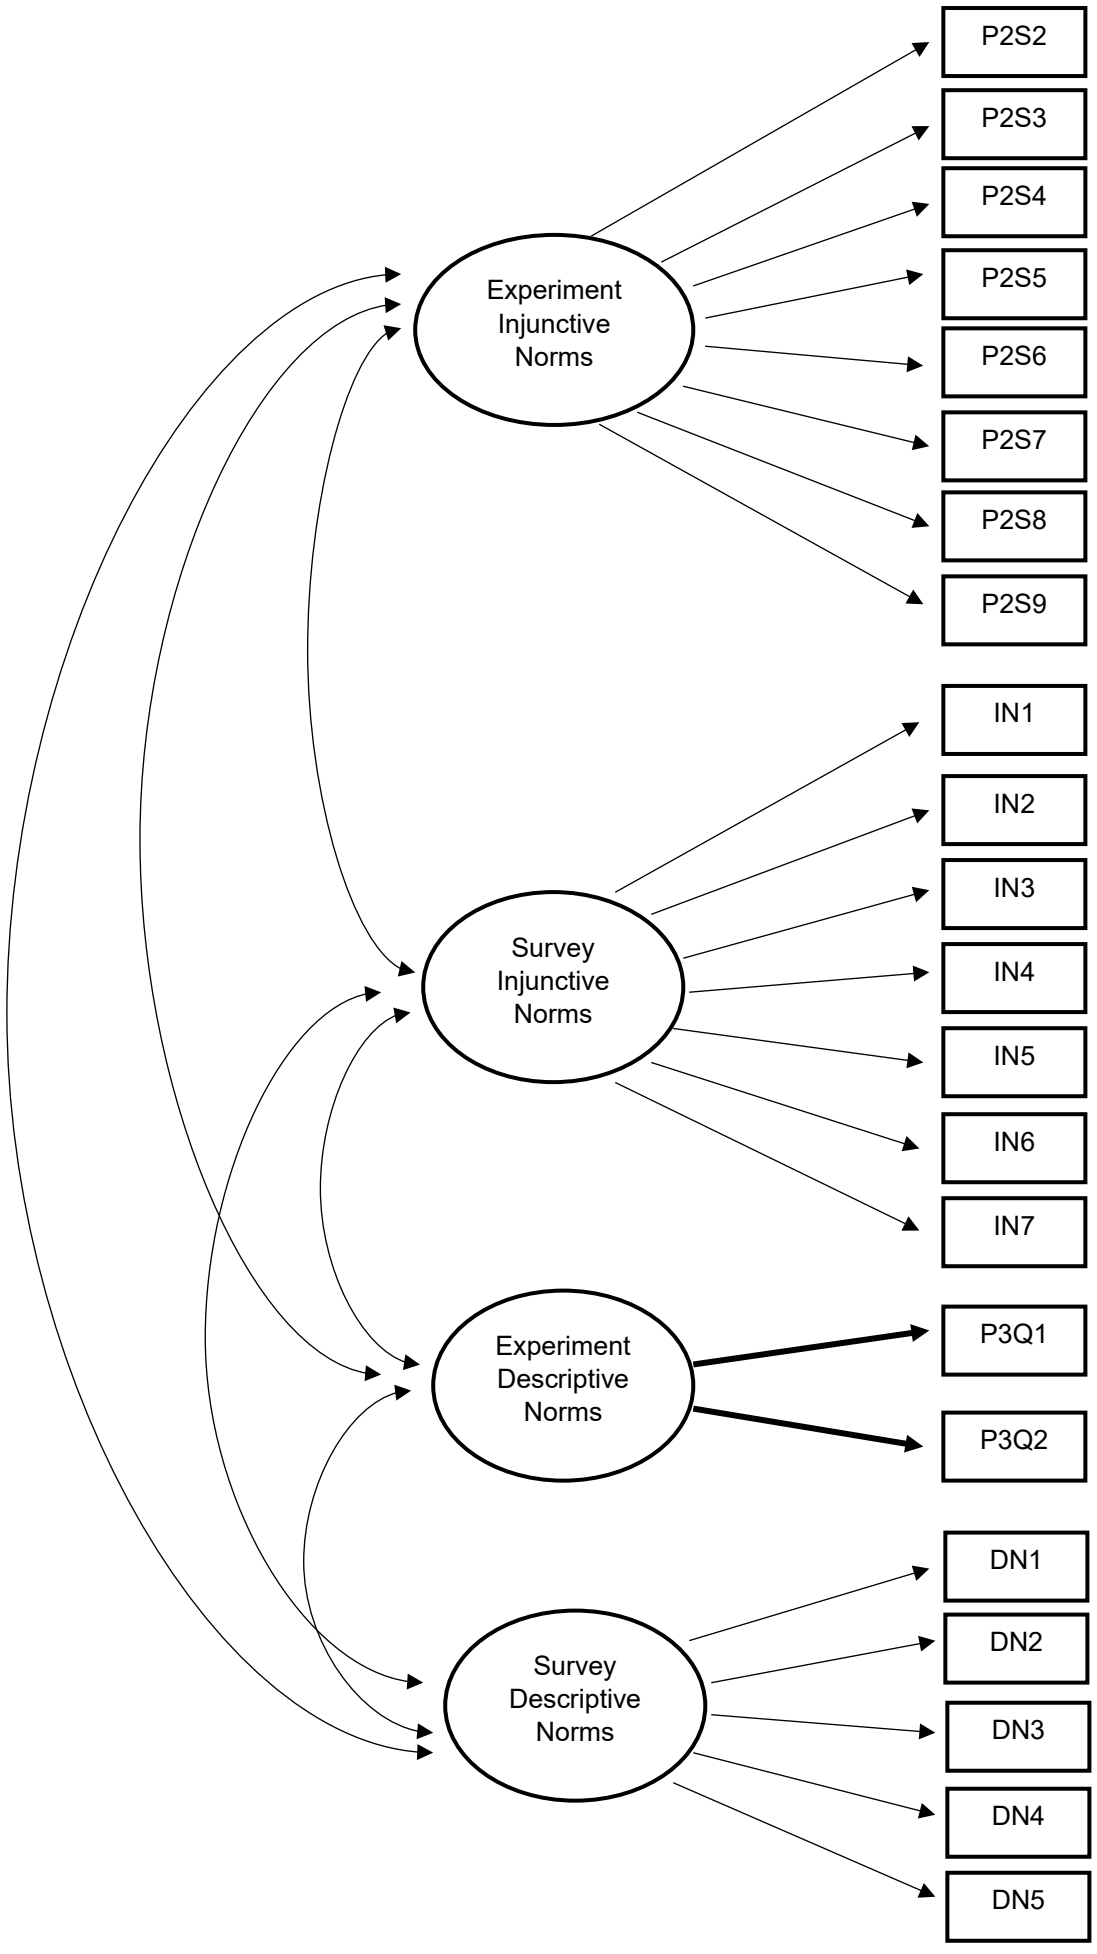 P2S2
P2S3
P2S4
P2S5
P2S6
P2S7
P2S8
P2S9
Experiment
Injunctive
Norms
IN1
IN2
IN3
IN4
IN5
IN6
IN7
Survey
Injunctive
Norms
P3Q1
P3Q2
Experiment
Descriptive
Norms
DN1
DN2
DN3
DN4
DN5
Survey
Descriptive
Norms